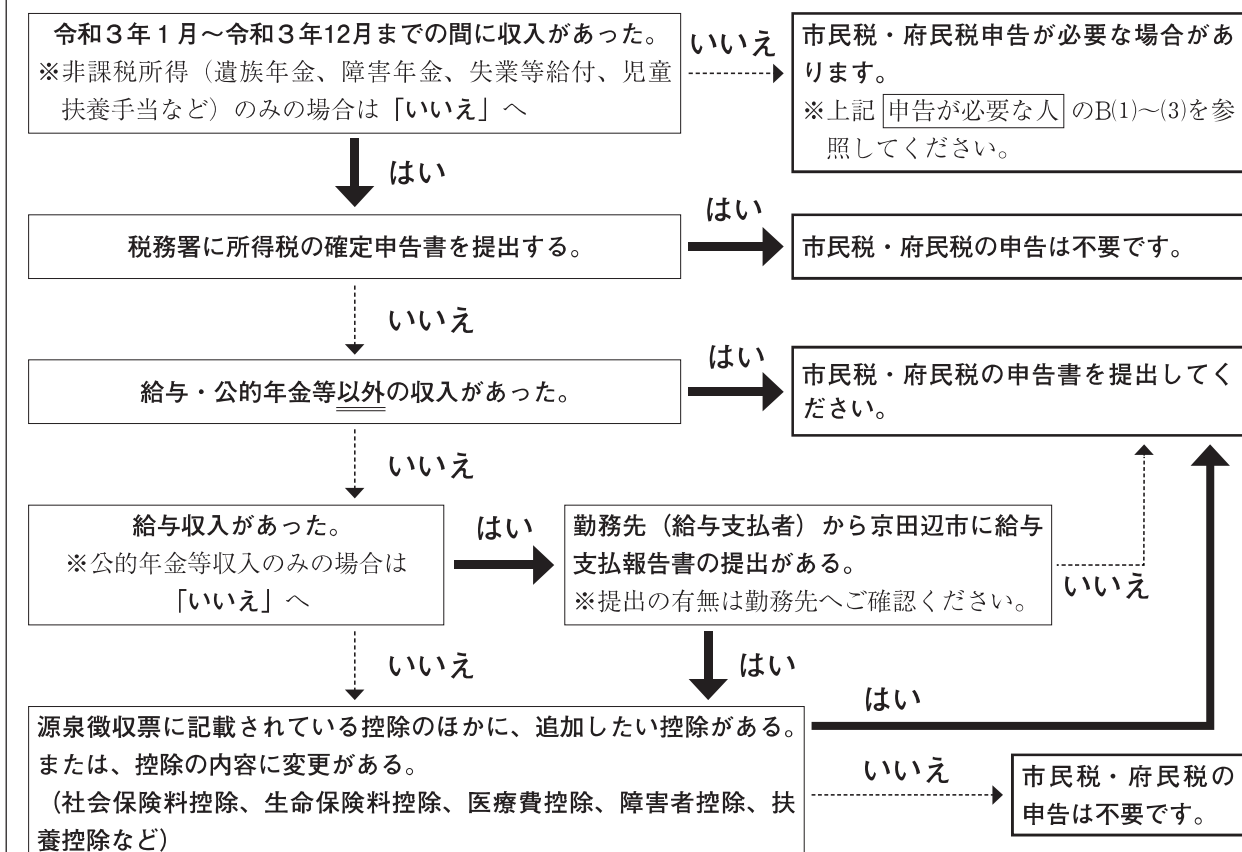 令和３年１月～令和３年12月までの間に収入があった。
※非課税所得（遺族年金、障害年金、失業等給付、児童
扶養手当など）のみの場合は「いいえ」へ
いいえ
市民税・府民税申告が必要な場合があ
ります。
※上記 申告が必要な人 のB⑴～⑶を参
照してください。
はい
税務署に所得税の確定申告書を提出する。
はい
市民税・府民税の申告は不要です。
いいえ
給与・公的年金等以外の収入があった。
はい
市民税・府民税の申告書を提出してく
ださい。
いいえ
給与収入があった。
※公的年金等収入のみの場合は
「いいえ」へ
はい
勤務先（給与支払者）から京田辺市に給与
支払報告書の提出がある。
※提出の有無は勤務先へご確認ください。
いいえ
いいえ
はい
源泉徴収票に記載されている控除のほかに、追加したい控除がある。
または、控除の内容に変更がある。
（社会保険料控除、生命保険料控除、医療費控除、障害者控除、扶
養控除など）
はい
いいえ
市民税・府民税の
申告は不要です。